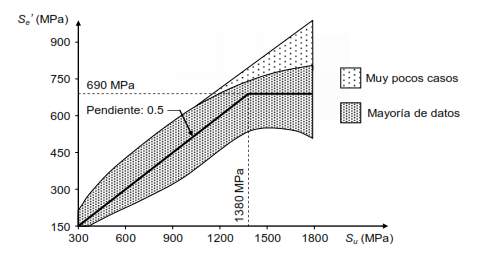 Se' (MPa)
900
750
690 MPa
600
Pendiente: 0.5
450
300
150
1380 MPa
300 600 900 1200 1500 1800 Su (MPa)
Muy pocos casos
Mayoría de datos